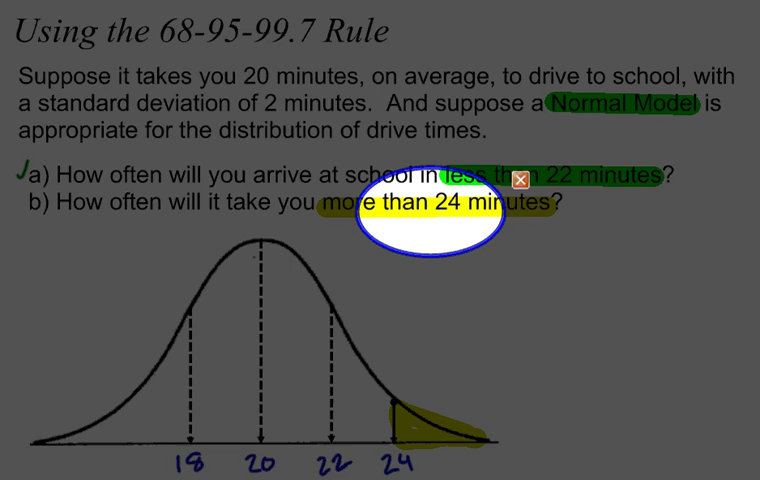 Using the 68-95-99.7 Rule
Suppose it takes you 20 minutes, on average, to drive to school, with
a standard deviation of 2 minutes. And suppose a Normal Model is
appropriate for the distribution of drive times.
a) How often will you arrive at school in less than 22 minutes?
b) How often will it take you more than 24 minutes?
18 20 22 24